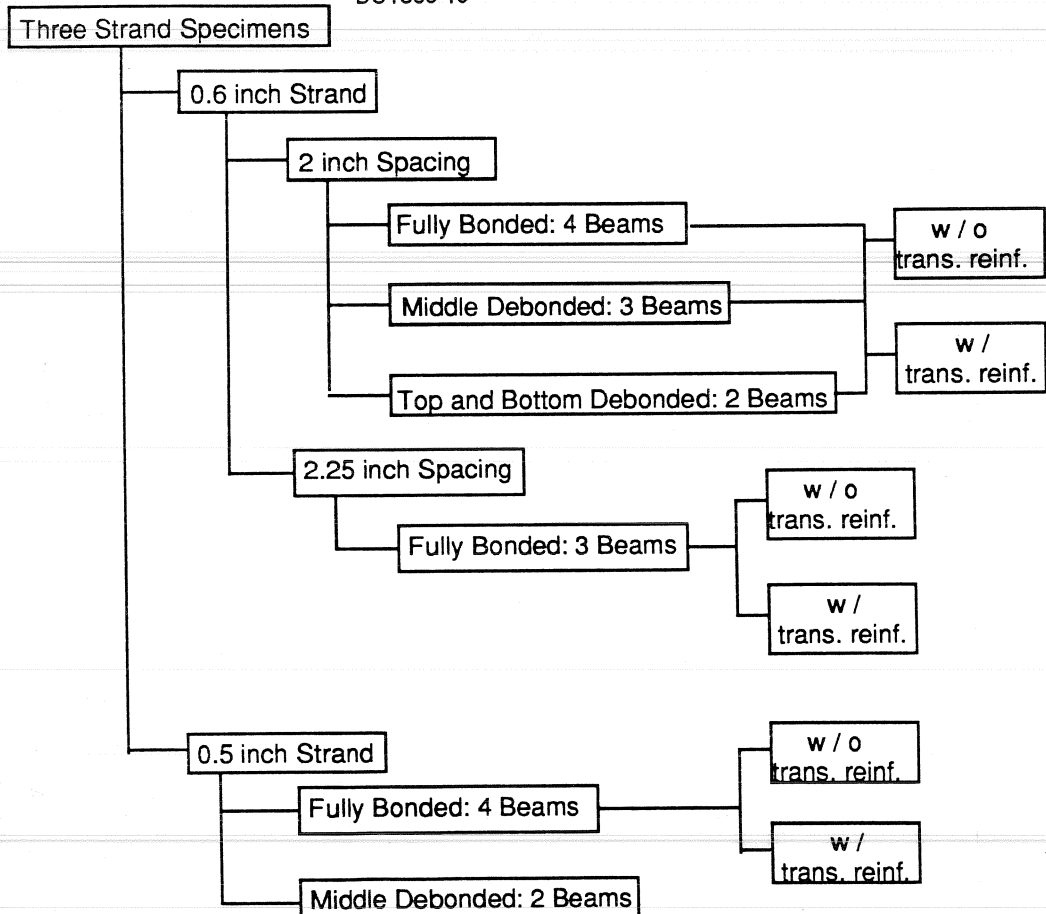 Three Strand Specimens
0.6 inch Strand
2 inch Spacing
Fully Bonded: 4 Beams
w / o
trans. reinf.
Middle Debonded: 3 Beams
w /
trans. reinf.
Top and Bottom Debonded: 2 Beams
2.25 inch Spacing
w / o
trans. reinf.
Fully Bonded: 3 Beams
w /
trans. reinf.
0.5 inch Strand
w / o
trans. reinf.
Fully Bonded: 4 Beams
w /
trans. reinf.
Middle Debonded: 2 Beams